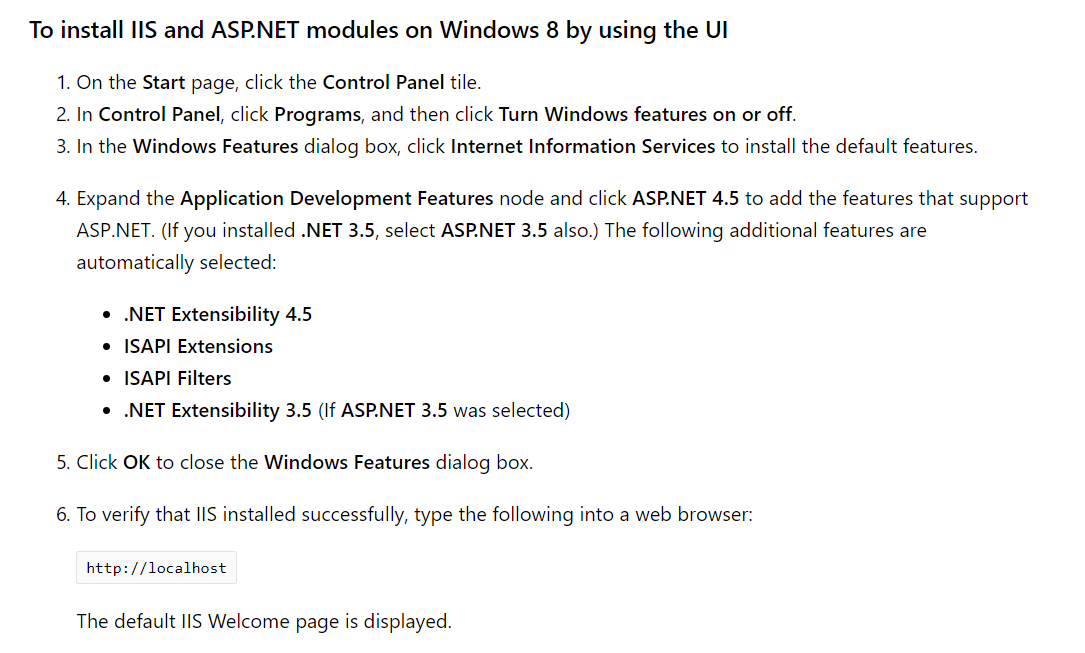 To install IIS and ASP.NET modules on Windows 8 by using the UI
1. On the Start page, click the Control Panel tile.
2. In Control Panel, click Programs, and then click Turn Windows features on or off.
3. In the Windows Features dialog box, click Internet Information Services to install the default features.
4. Expand the Application Development Features node and click ASP.NET 4.5 to add the features that support
ASP.NET. (If you installed .NET 3.5, select ASP.NET 3.5 also.) The following additional features are
automatically selected:
• .NET Extensibility 4.5
• ISAPI Extensions
• ISAPI Filters
• .NET Extensibility 3.5 (If ASP.NET 3.5 was selected)
5. Click OK to close the Windows Features dialog box.
6. To verify that IIS installed successfully, type the following into a web browser:
http://localhost
The default IIS Welcome page is displayed.